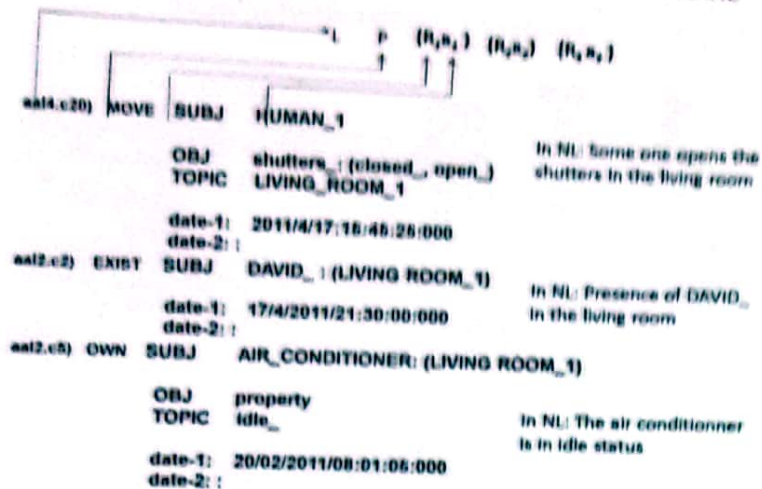 L P (R₁a₁) (R₂a₂) (Rₙaₙ)
aal4.c20) MOVE SUBJ HUMAN_1
OBJ shutters_: (closed_, open_)
TOPIC LIVING_ROOM_1
In NL: Some one opens the
shutters in the living room
date-1: 2011/4/17:15:45:25:000
date-2: :
aal2.c2) EXIST SUBJ DAVID_ : (LIVING ROOM_1)
In NL: Presence of DAVID_
in the living room
date-1: 17/4/2011/21:30:00:000
date-2: :
aal2.c5) OWN SUBJ AIR_CONDITIONER: (LIVING ROOM_1)
OBJ property
TOPIC idle_
In NL: The air conditionner
is in idle status
date-1: 20/02/2011/08:01:05:000
date-2: :